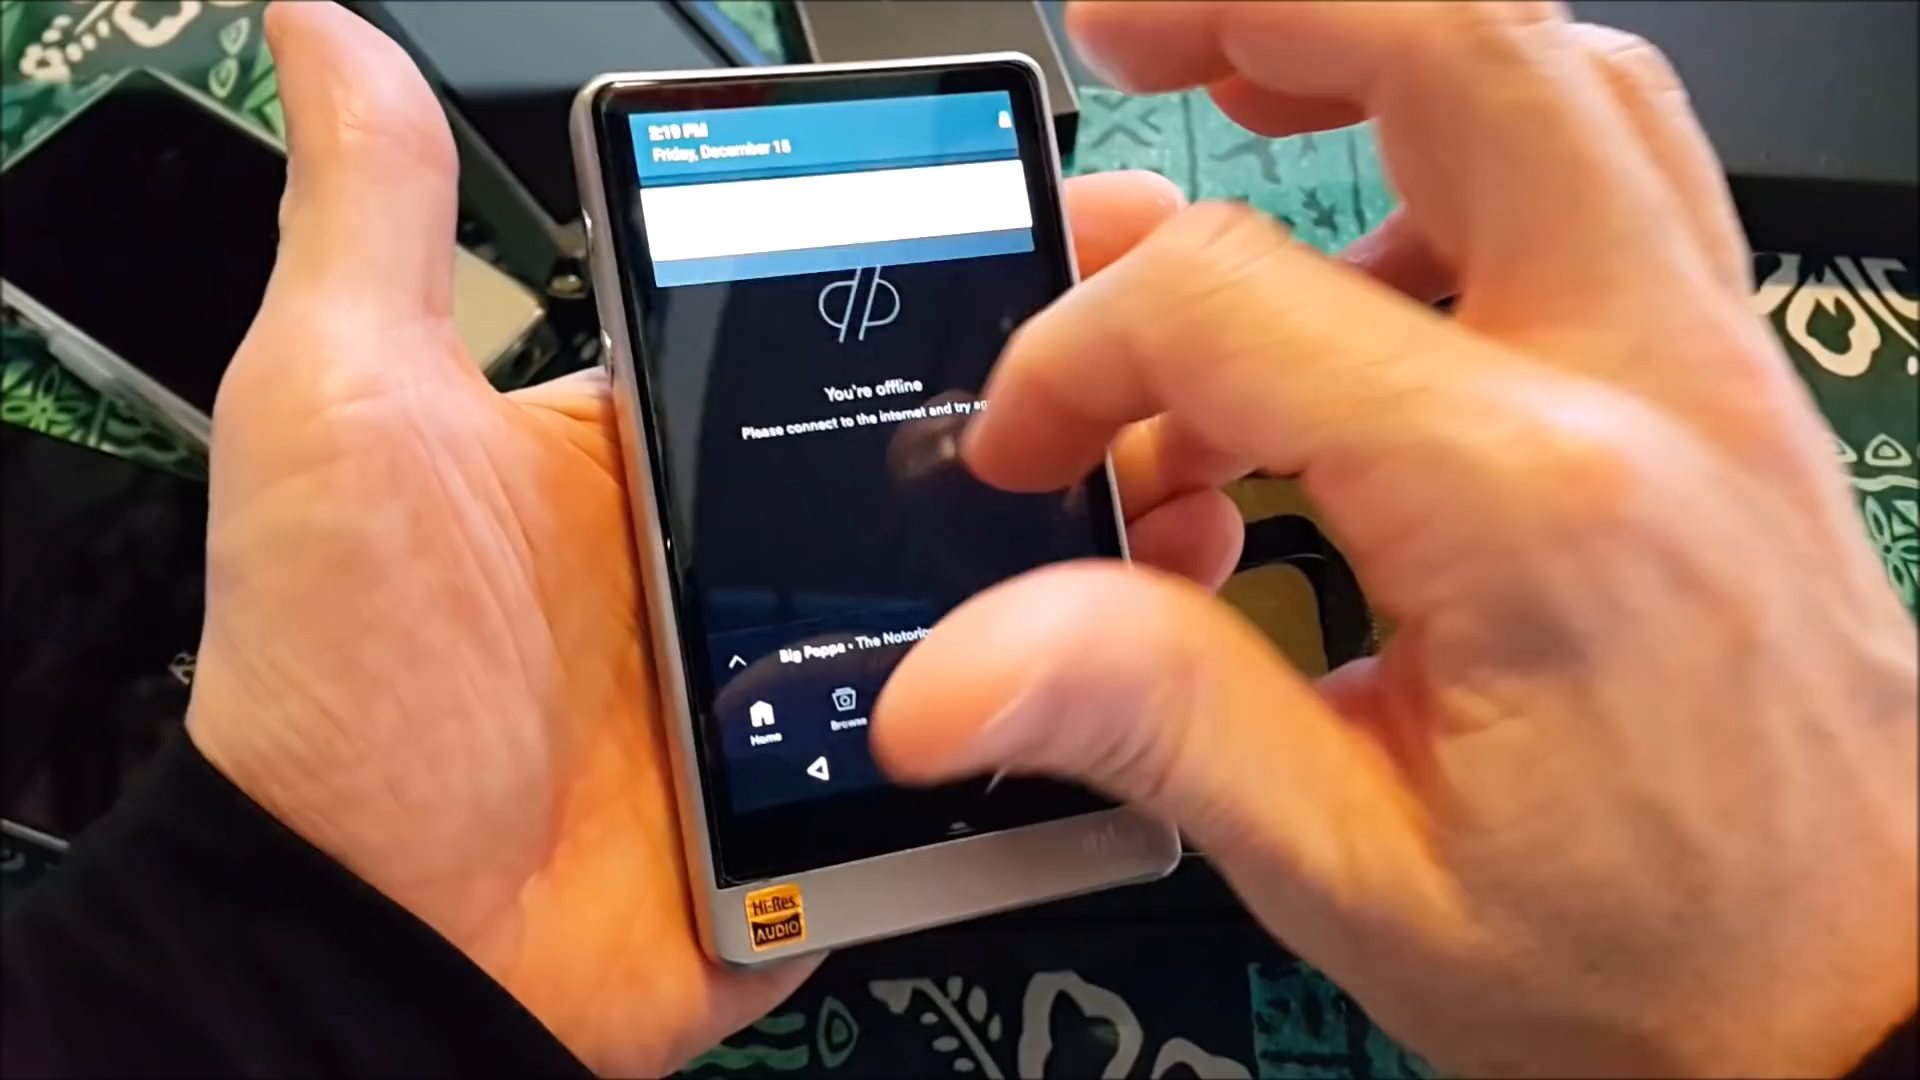 2:19 PM
Friday, December 15
You're offline
Please connect to the internet and try
Big Poppa • The
Home
Browse
Hi-Res
AUDIO